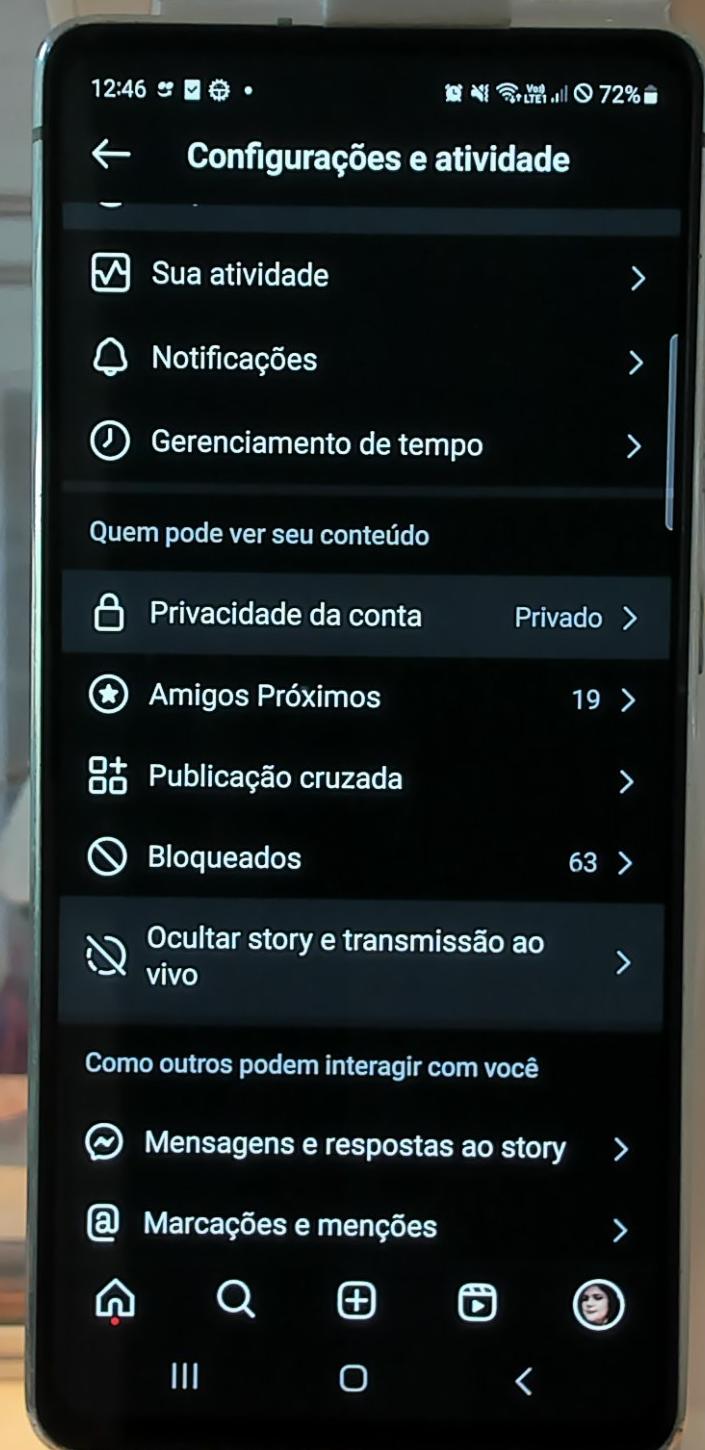 12:46 72%
Configurações e atividade
Sua atividade
Notificações
Gerenciamento de tempo
Quem pode ver seu conteúdo
Privacidade da conta Privado
Amigos Próximos 19
Publicação cruzada
Bloqueados 63
Ocultar story e transmissão ao
vivo
Como outros podem interagir com você
Mensagens e respostas ao story
Marcações e menções